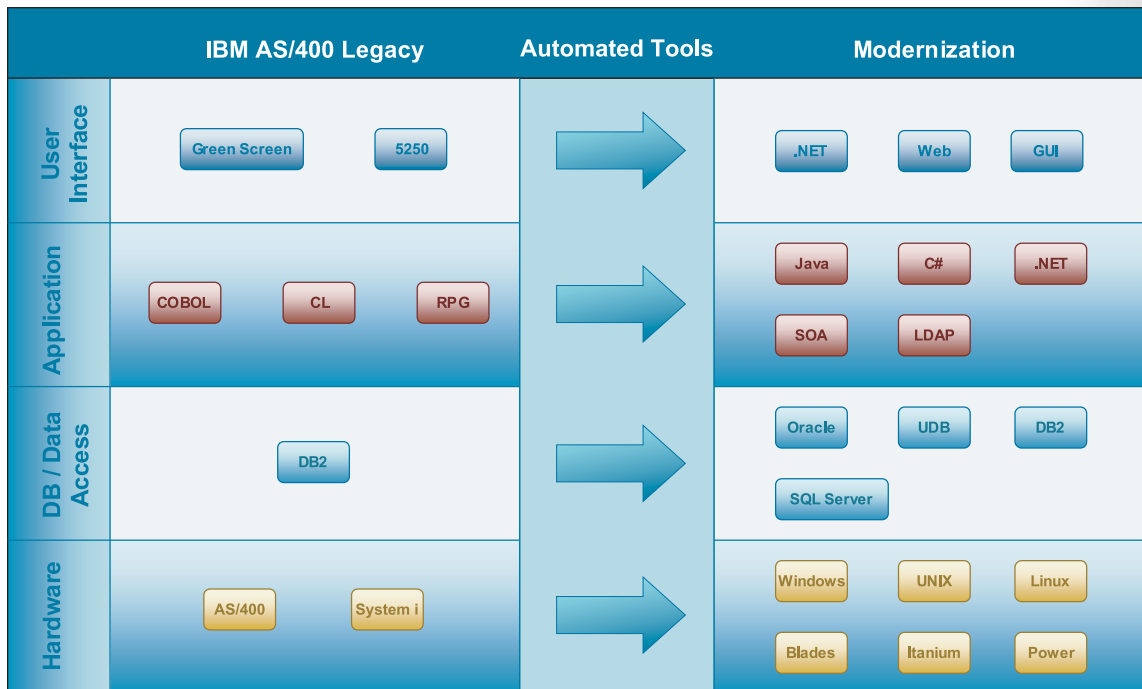 IBM AS/400 Legacy
Automated Tools
Modernization
User
Interface
Green Screen
5250
.NET
Web
GUI
Application
COBOL
CL
RPG
Java
C#
.NET
SOA
LDAP
DB / Data
Access
DB2
Oracle
UDB
DB2
SQL Server
Hardware
AS/400
System i
Windows
UNIX
Linux
Blades
Itanium
Power